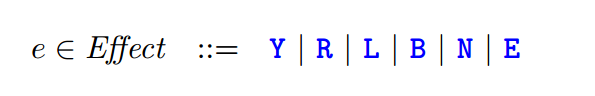 e ∈ Effect ::= Y | R | L | B | N | E